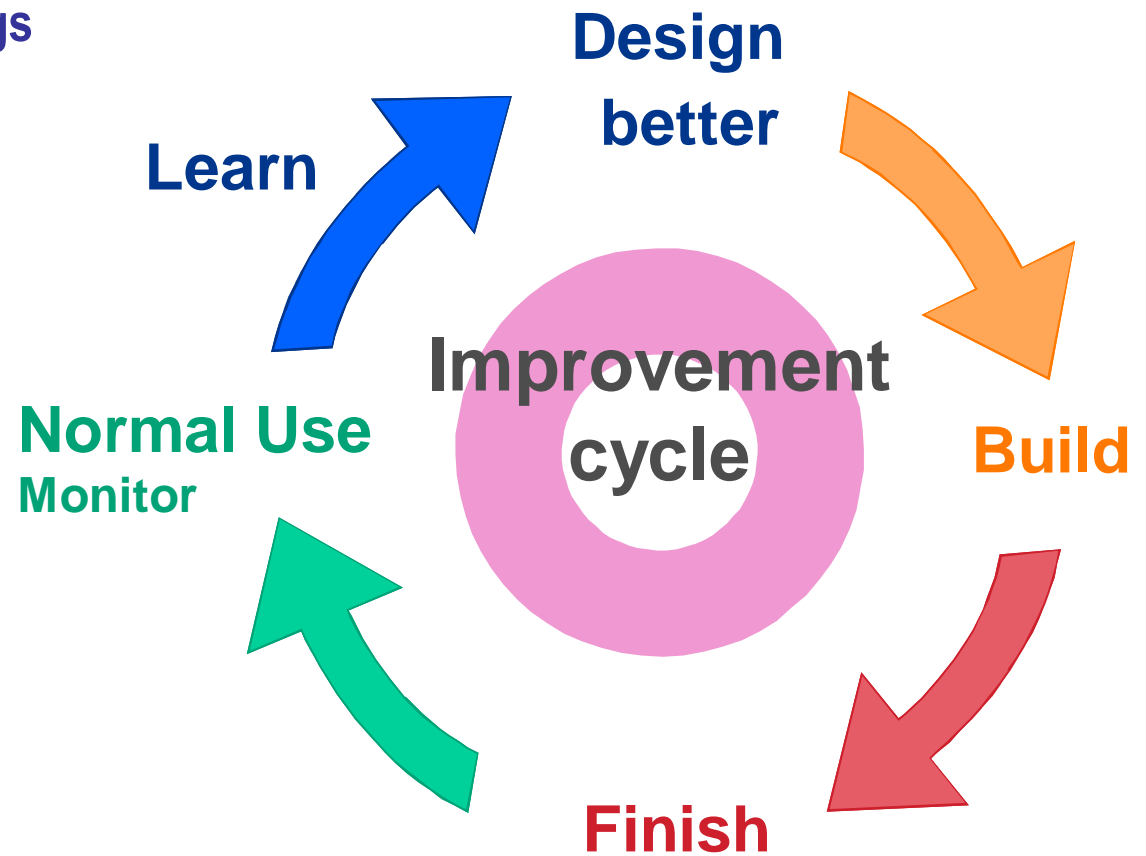 Design
better
Learn
Improvement
cycle
Normal Use
Monitor
Build
Finish